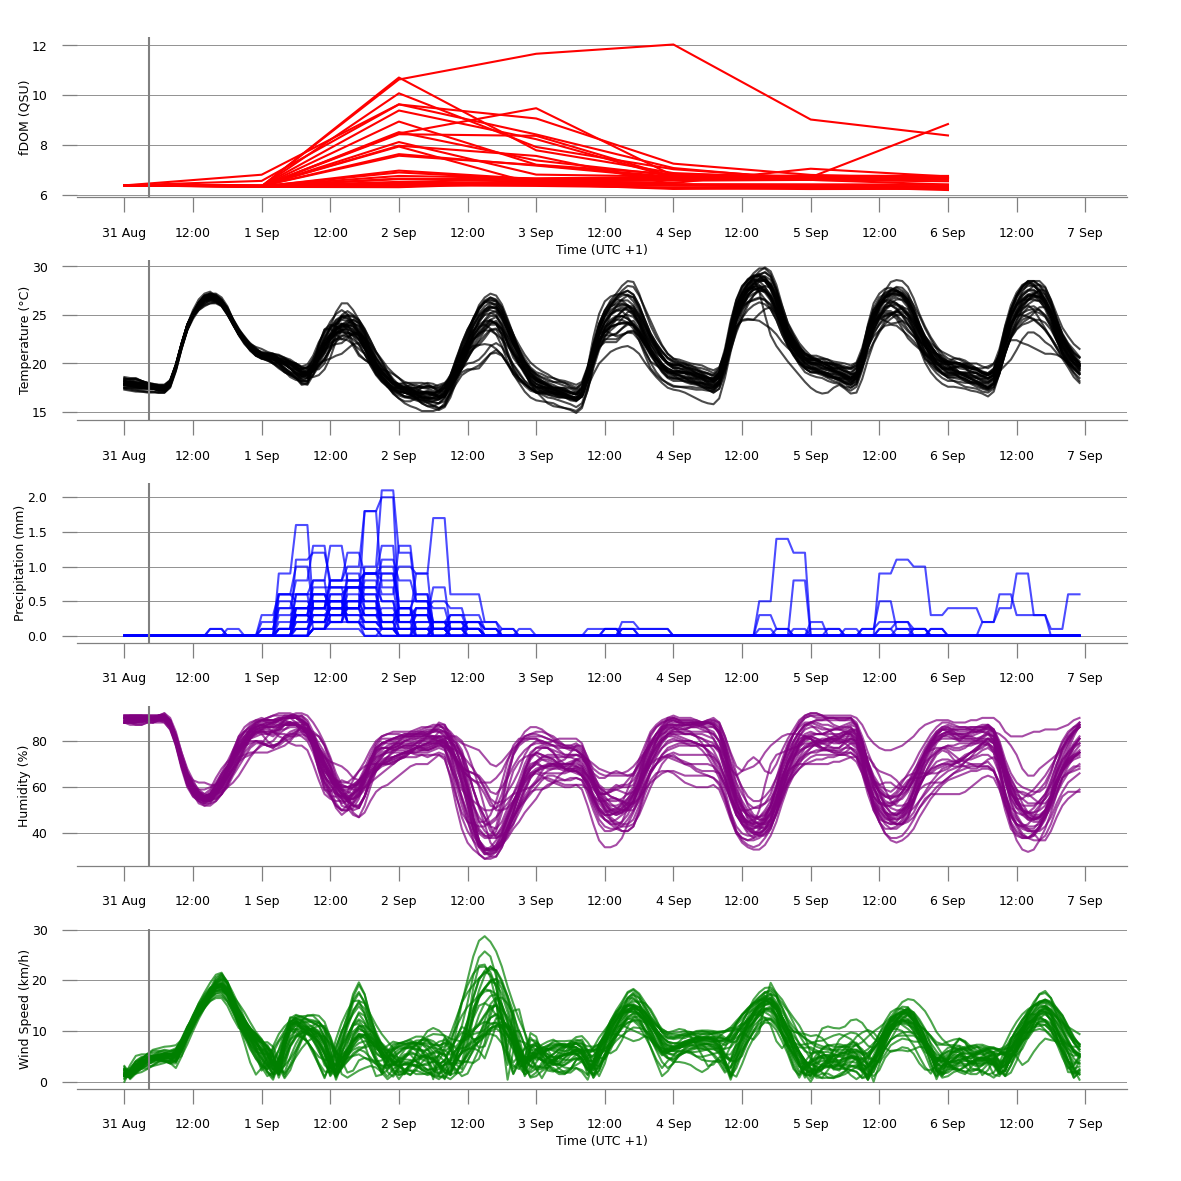 12
10
8
6
fDOM (QSU)
31 Aug 12:00 1 Sep 12:00 2 Sep 12:00 3 Sep 12:00 4 Sep 12:00 5 Sep 12:00 6 Sep 12:00 7 Sep
Time (UTC +1)
30
25
20
15
Temperature (°C)
31 Aug 12:00 1 Sep 12:00 2 Sep 12:00 3 Sep 12:00 4 Sep 12:00 5 Sep 12:00 6 Sep 12:00 7 Sep
2.0
1.5
1.0
0.5
0.0
Precipitation (mm)
31 Aug 12:00 1 Sep 12:00 2 Sep 12:00 3 Sep 12:00 4 Sep 12:00 5 Sep 12:00 6 Sep 12:00 7 Sep
80
60
40
Humidity (%)
31 Aug 12:00 1 Sep 12:00 2 Sep 12:00 3 Sep 12:00 4 Sep 12:00 5 Sep 12:00 6 Sep 12:00 7 Sep
30
20
10
0
Wind Speed (km/h)
31 Aug 12:00 1 Sep 12:00 2 Sep 12:00 3 Sep 12:00 4 Sep 12:00 5 Sep 12:00 6 Sep 12:00 7 Sep
Time (UTC +1)